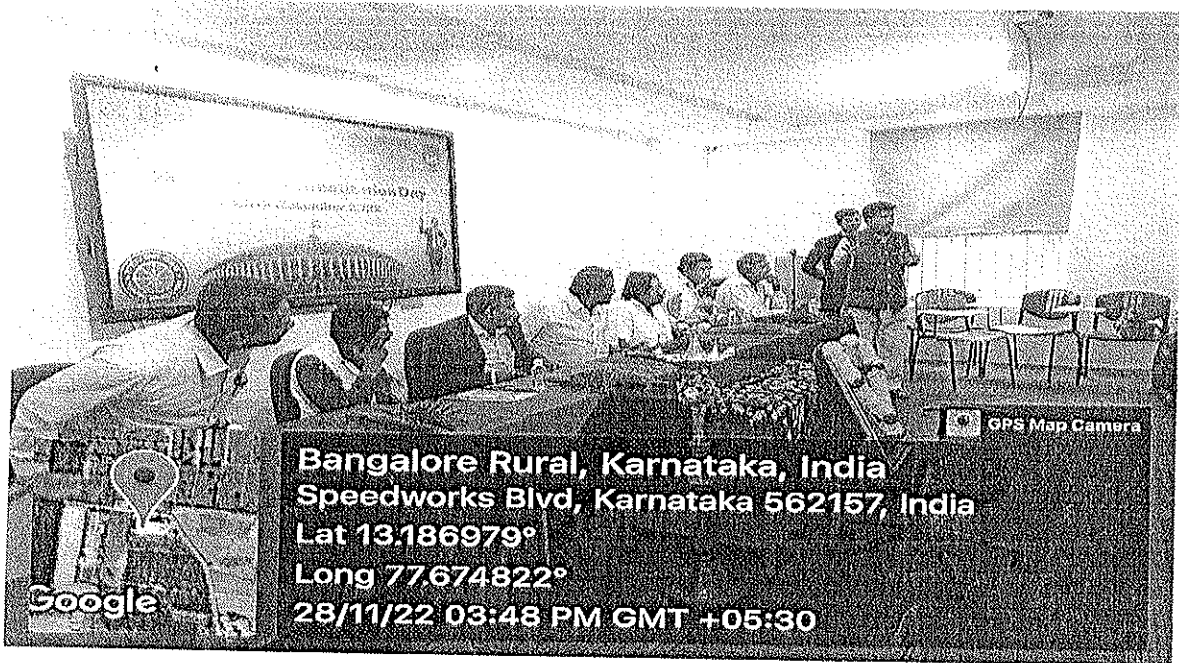 Day
GPS Map Camera
Bangalore Rural, Karnataka, India
Speedworks Blvd, Karnataka 562157, India
Lat 13.186979°
Long 77.674822°
28/11/22 03:48 PM GMT +05:30
Google